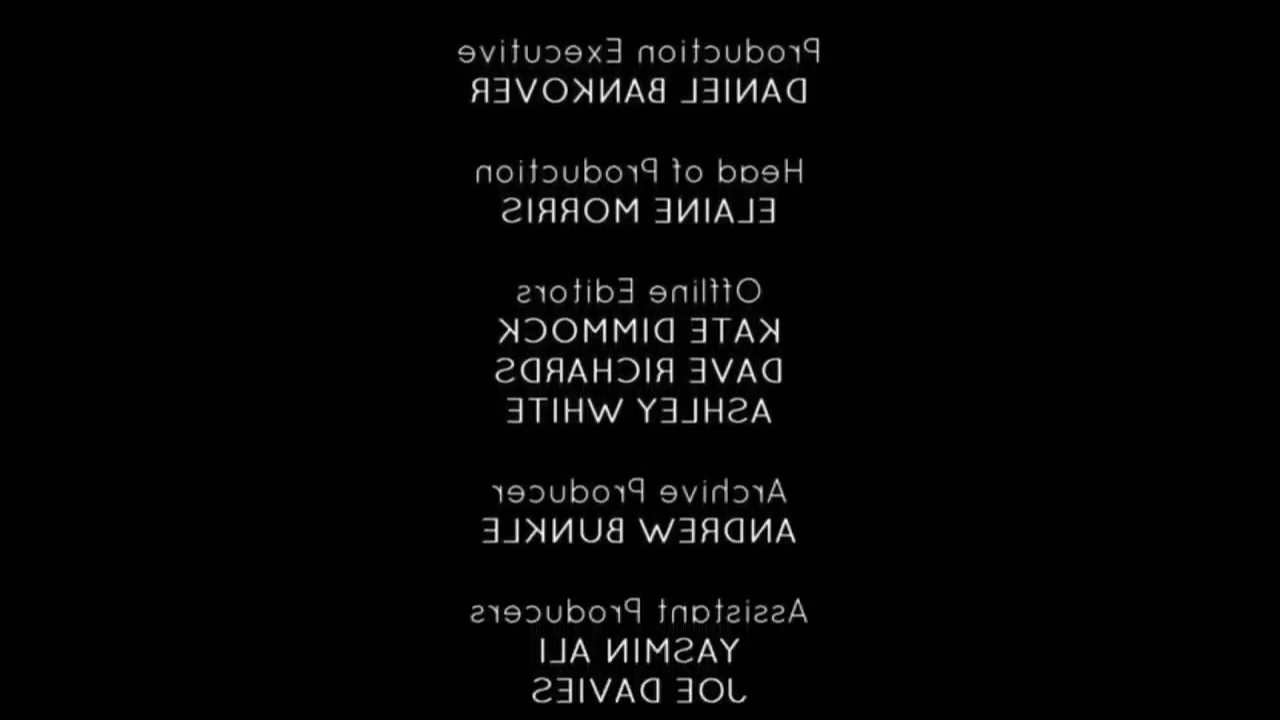 Production Executive
DANIEL BANKOVER
Head of Production
ELAINE MORRIS
Offline Editors
KATE DIMMOCK
DAVE RICHARDS
ASHLEY WHITE
Archive Producer
ANDREW BUNKLE
Assistant Producers
YASMIN ALI
JOE DAVIES